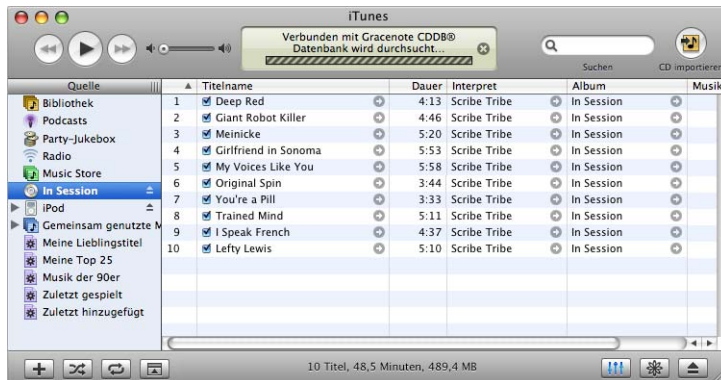 iTunes
Verbunden mit Gracenote CDDB®
Datenbank wird durchsucht...
Suchen
CD importieren
Quelle
Bibliothek
Podcasts
Party-Jukebox
Radio
Music Store
In Session
iPod
Gemeinsam genutzte M
Meine Lieblingstitel
Meine Top 25
Musik der 90er
Zuletzt gespielt
Zuletzt hinzugefügt
Titelname Dauer Interpret Album Musik
1 Deep Red 4:13 Scribe Tribe In Session
2 Giant Robot Killer 4:46 Scribe Tribe In Session
3 Meinicke 5:20 Scribe Tribe In Session
4 Girlfriend in Sonoma 5:53 Scribe Tribe In Session
5 My Voices Like You 5:58 Scribe Tribe In Session
6 Original Spin 3:44 Scribe Tribe In Session
7 You're a Pill 3:33 Scribe Tribe In Session
8 Trained Mind 5:11 Scribe Tribe In Session
9 I Speak French 4:37 Scribe Tribe In Session
10 Lefty Lewis 5:10 Scribe Tribe In Session
10 Titel, 48,5 Minuten, 489,4 MB